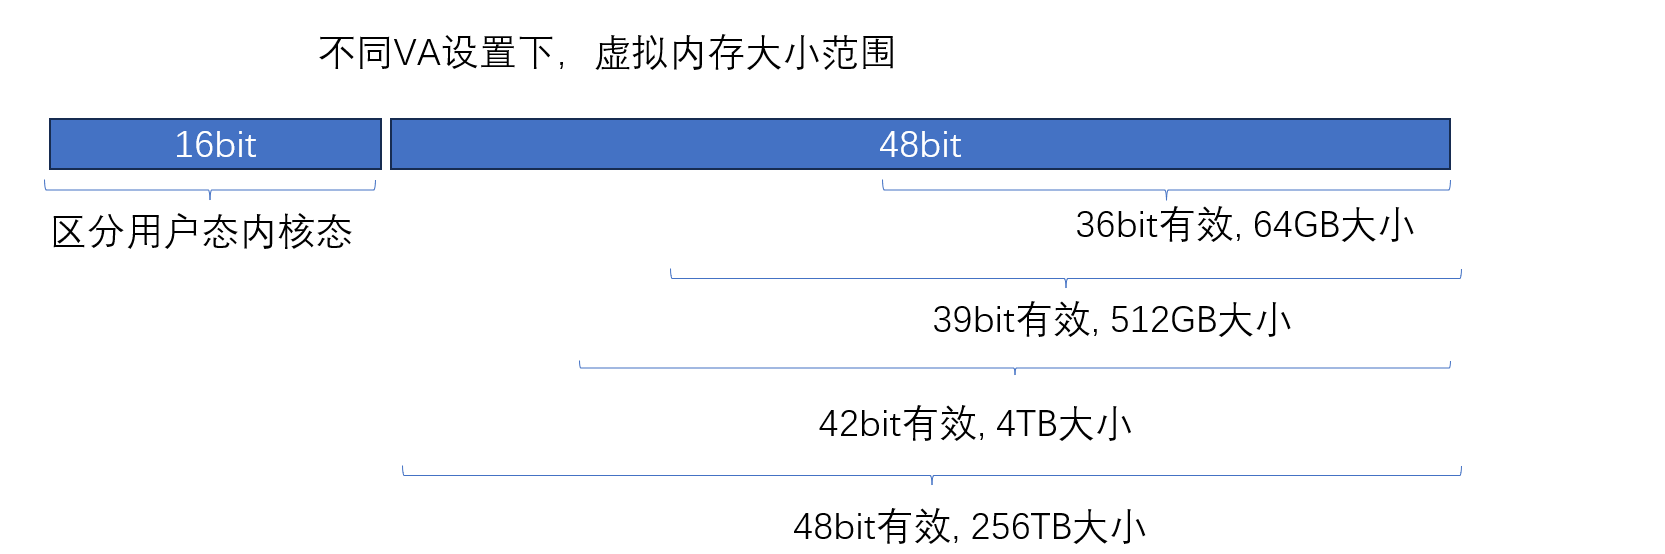 不同VA设置下，虚拟内存大小范围
16bit
48bit
区分用户态内核态
36bit有效, 64GB大小
39bit有效, 512GB大小
42bit有效, 4TB大小
48bit有效, 256TB大小